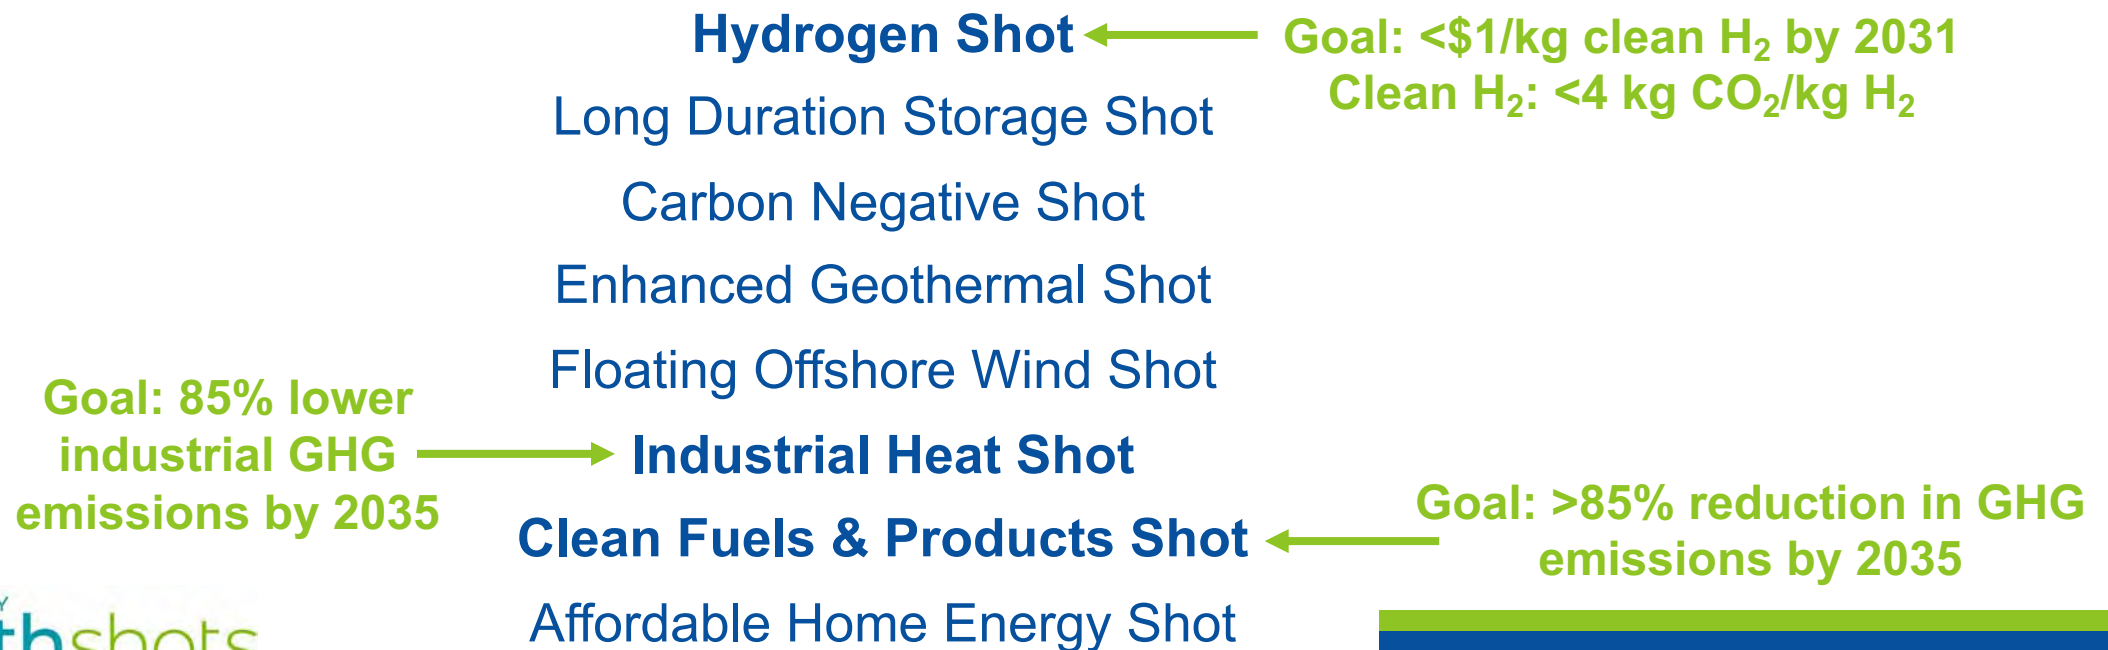 Hydrogen Shot
Goal: <$1/kg clean H₂ by 2031
Clean H₂: <4 kg CO₂/kg H₂
Long Duration Storage Shot
Carbon Negative Shot
Enhanced Geothermal Shot
Floating Offshore Wind Shot
Goal: 85% lower
industrial GHG
emissions by 2035
Industrial Heat Shot
Clean Fuels & Products Shot
Goal: >85% reduction in GHG
emissions by 2035
Affordable Home Energy Shot